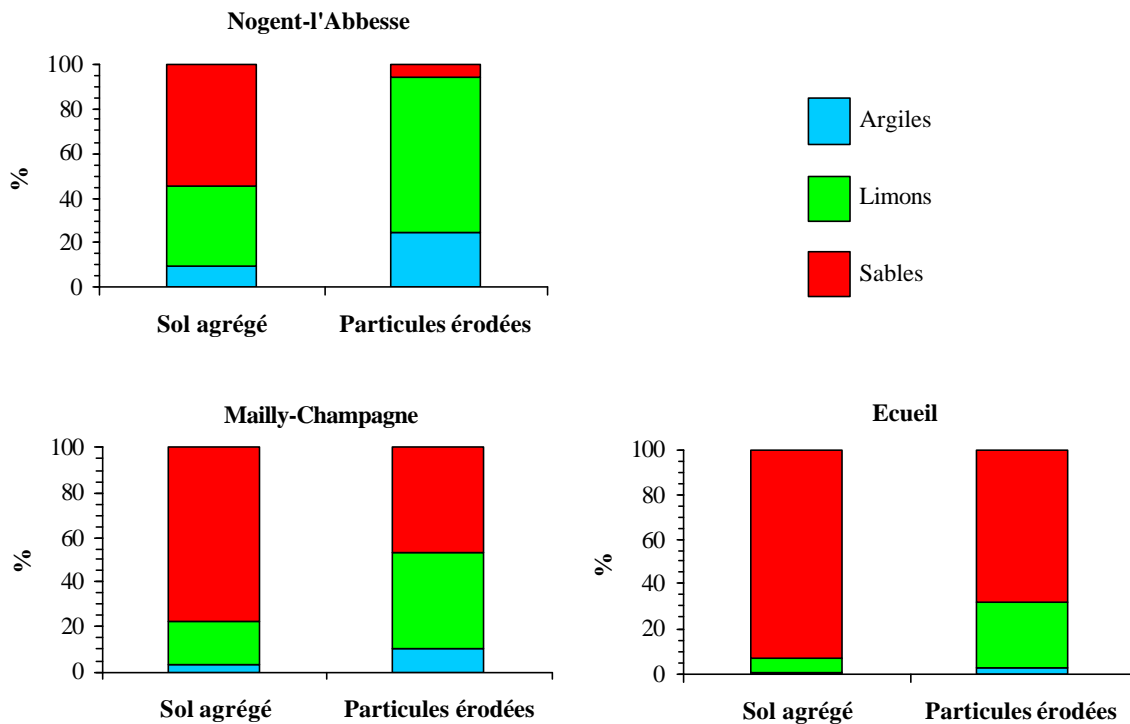 Nogent-l'Abbesse
100
80
60
40
20
0
%
Sol agrégé
Particules érodées
Argiles
Limons
Sables
Mailly-Champagne
100
80
60
40
20
0
%
Sol agrégé
Particules érodées
Ecueil
100
80
60
40
20
0
%
Sol agrégé
Particules érodées